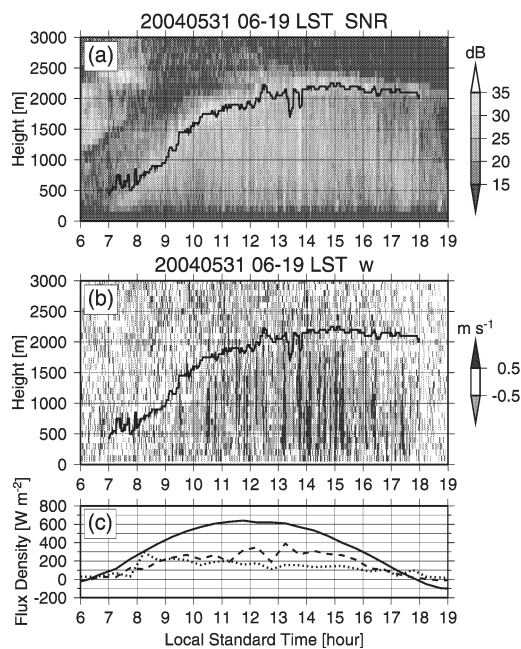 20040531 06-19 LST SNR
(a)
Height [m]
3000
2500
2000
1500
1000
500
0
6 7 8 9 10 11 12 13 14 15 16 17 18 19
dB
35
30
25
20
15
20040531 06-19 LST w
(b)
Height [m]
3000
2500
2000
1500
1000
500
0
6 7 8 9 10 11 12 13 14 15 16 17 18 19
m s-1
0.5
-0.5
(c)
Flux Density [W m-2]
800
600
400
200
0
-200
6 7 8 9 10 11 12 13 14 15 16 17 18 19
Local Standard Time [hour]